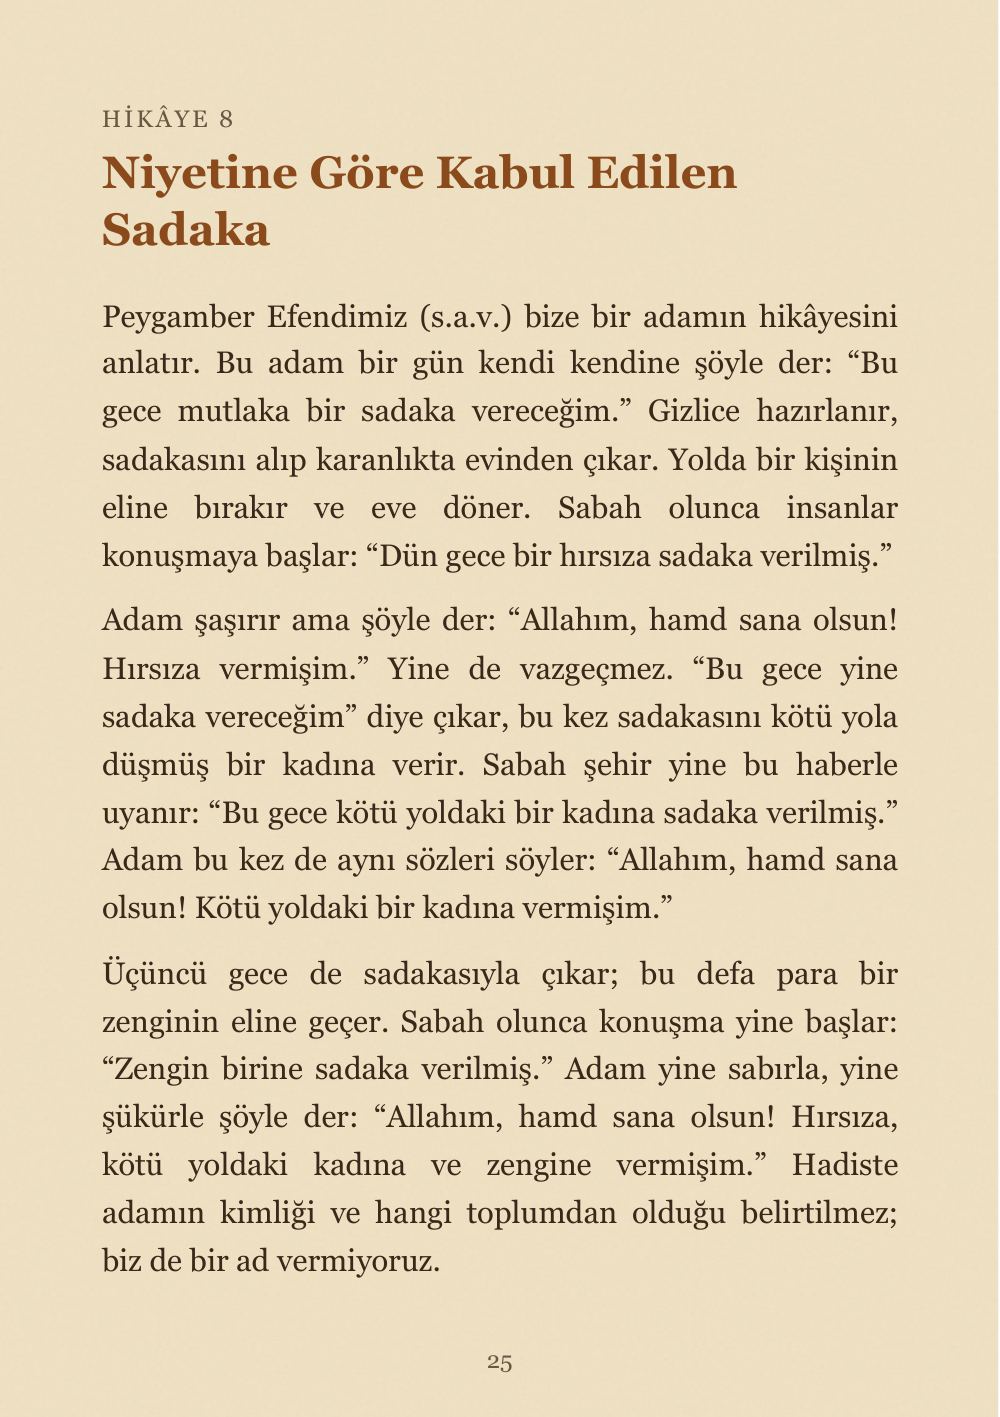 HİKÂYE 8
Niyetine Göre Kabul Edilen
Sadaka
Peygamber Efendimiz (s.a.v.) bize bir adamın hikâyesini
anlatır. Bu adam bir gün kendi kendine şöyle der: “Bu
gece mutlaka bir sadaka vereceğim.” Gizlice hazırlanır,
sadakasını alıp karanlıkta evinden çıkar. Yolda bir kişinin
eline bırakır ve eve döner. Sabah olunca insanlar
konuşmaya başlar: “Dün gece bir hırsıza sadaka verilmiş.”
Adam şaşırır ama şöyle der: “Allahım, hamd sana olsun!
Hırsıza vermişim.” Yine de vazgeçmez. “Bu gece yine
sadaka vereceğim” diye çıkar, bu kez sadakasını kötü yola
düşmüş bir kadına verir. Sabah şehir yine bu haberle
uyanır: “Bu gece kötü yoldaki bir kadına sadaka verilmiş.”
Adam bu kez de aynı sözleri söyler: “Allahım, hamd sana
olsun! Kötü yoldaki bir kadına vermişim.”
Üçüncü gece de sadakasıyla çıkar; bu defa para bir
zenginin eline geçer. Sabah olunca konuşma yine başlar:
“Zengin birine sadaka verilmiş.” Adam yine sabırla, yine
şükürle şöyle der: “Allahım, hamd sana olsun! Hırsıza,
kötü yoldaki kadına ve zengine vermişim.” Hadiste
adamın kimliği ve hangi toplumdan olduğu belirtilmez;
biz de bir ad vermiyoruz.
25